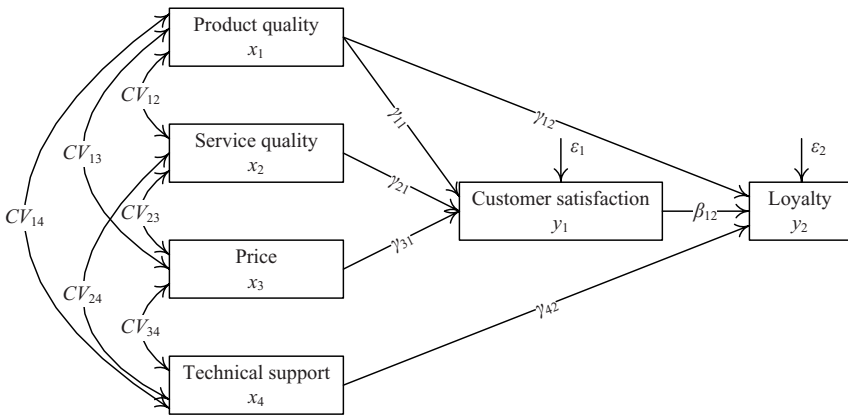 Product quality
x₁
CV₁₂
γ₁₁
γ₁₂
Service quality
x₂
CV₁₃
ε₁
ε₂
γ₂₁
Customer satisfaction
y₁
β₁₂
Loyalty
y₂
CV₁₄
CV₂₃
γ₃₁
Price
x₃
CV₂₄
CV₃₄
γ₄₂
Technical support
x₄